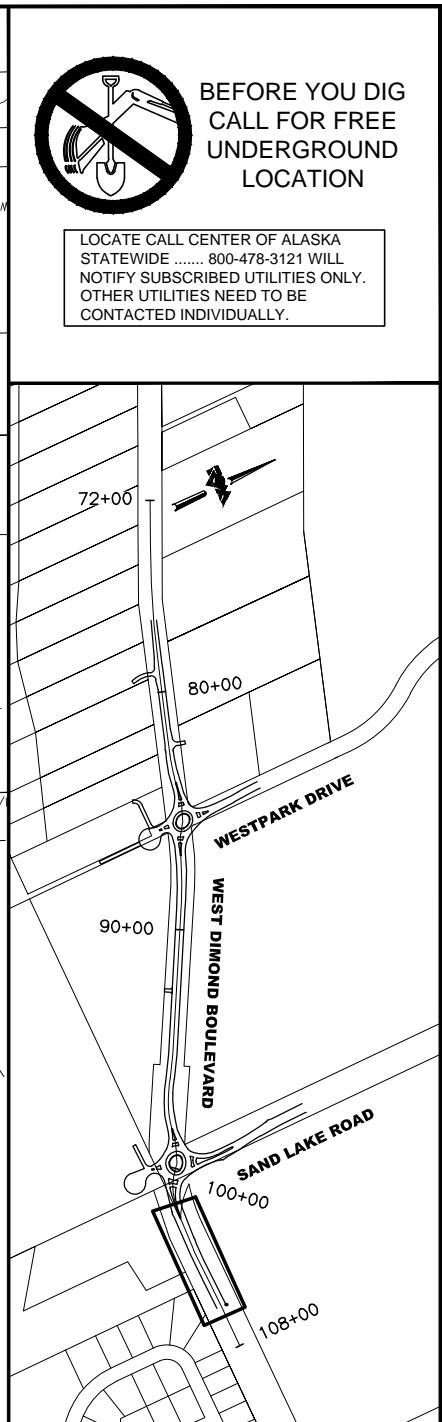 BEFORE YOU DIG
CALL FOR FREE
UNDERGROUND
LOCATION
LOCATE CALL CENTER OF ALASKA
STATEWIDE ....... 800-478-3121 WILL
NOTIFY SUBSCRIBED UTILITIES ONLY.
OTHER UTILITIES NEED TO BE
CONTACTED INDIVIDUALLY.
72+00
80+00
WESTPARK DRIVE
90+00
WEST DIMOND BOULEVARD
SAND LAKE ROAD
100+00
108+00